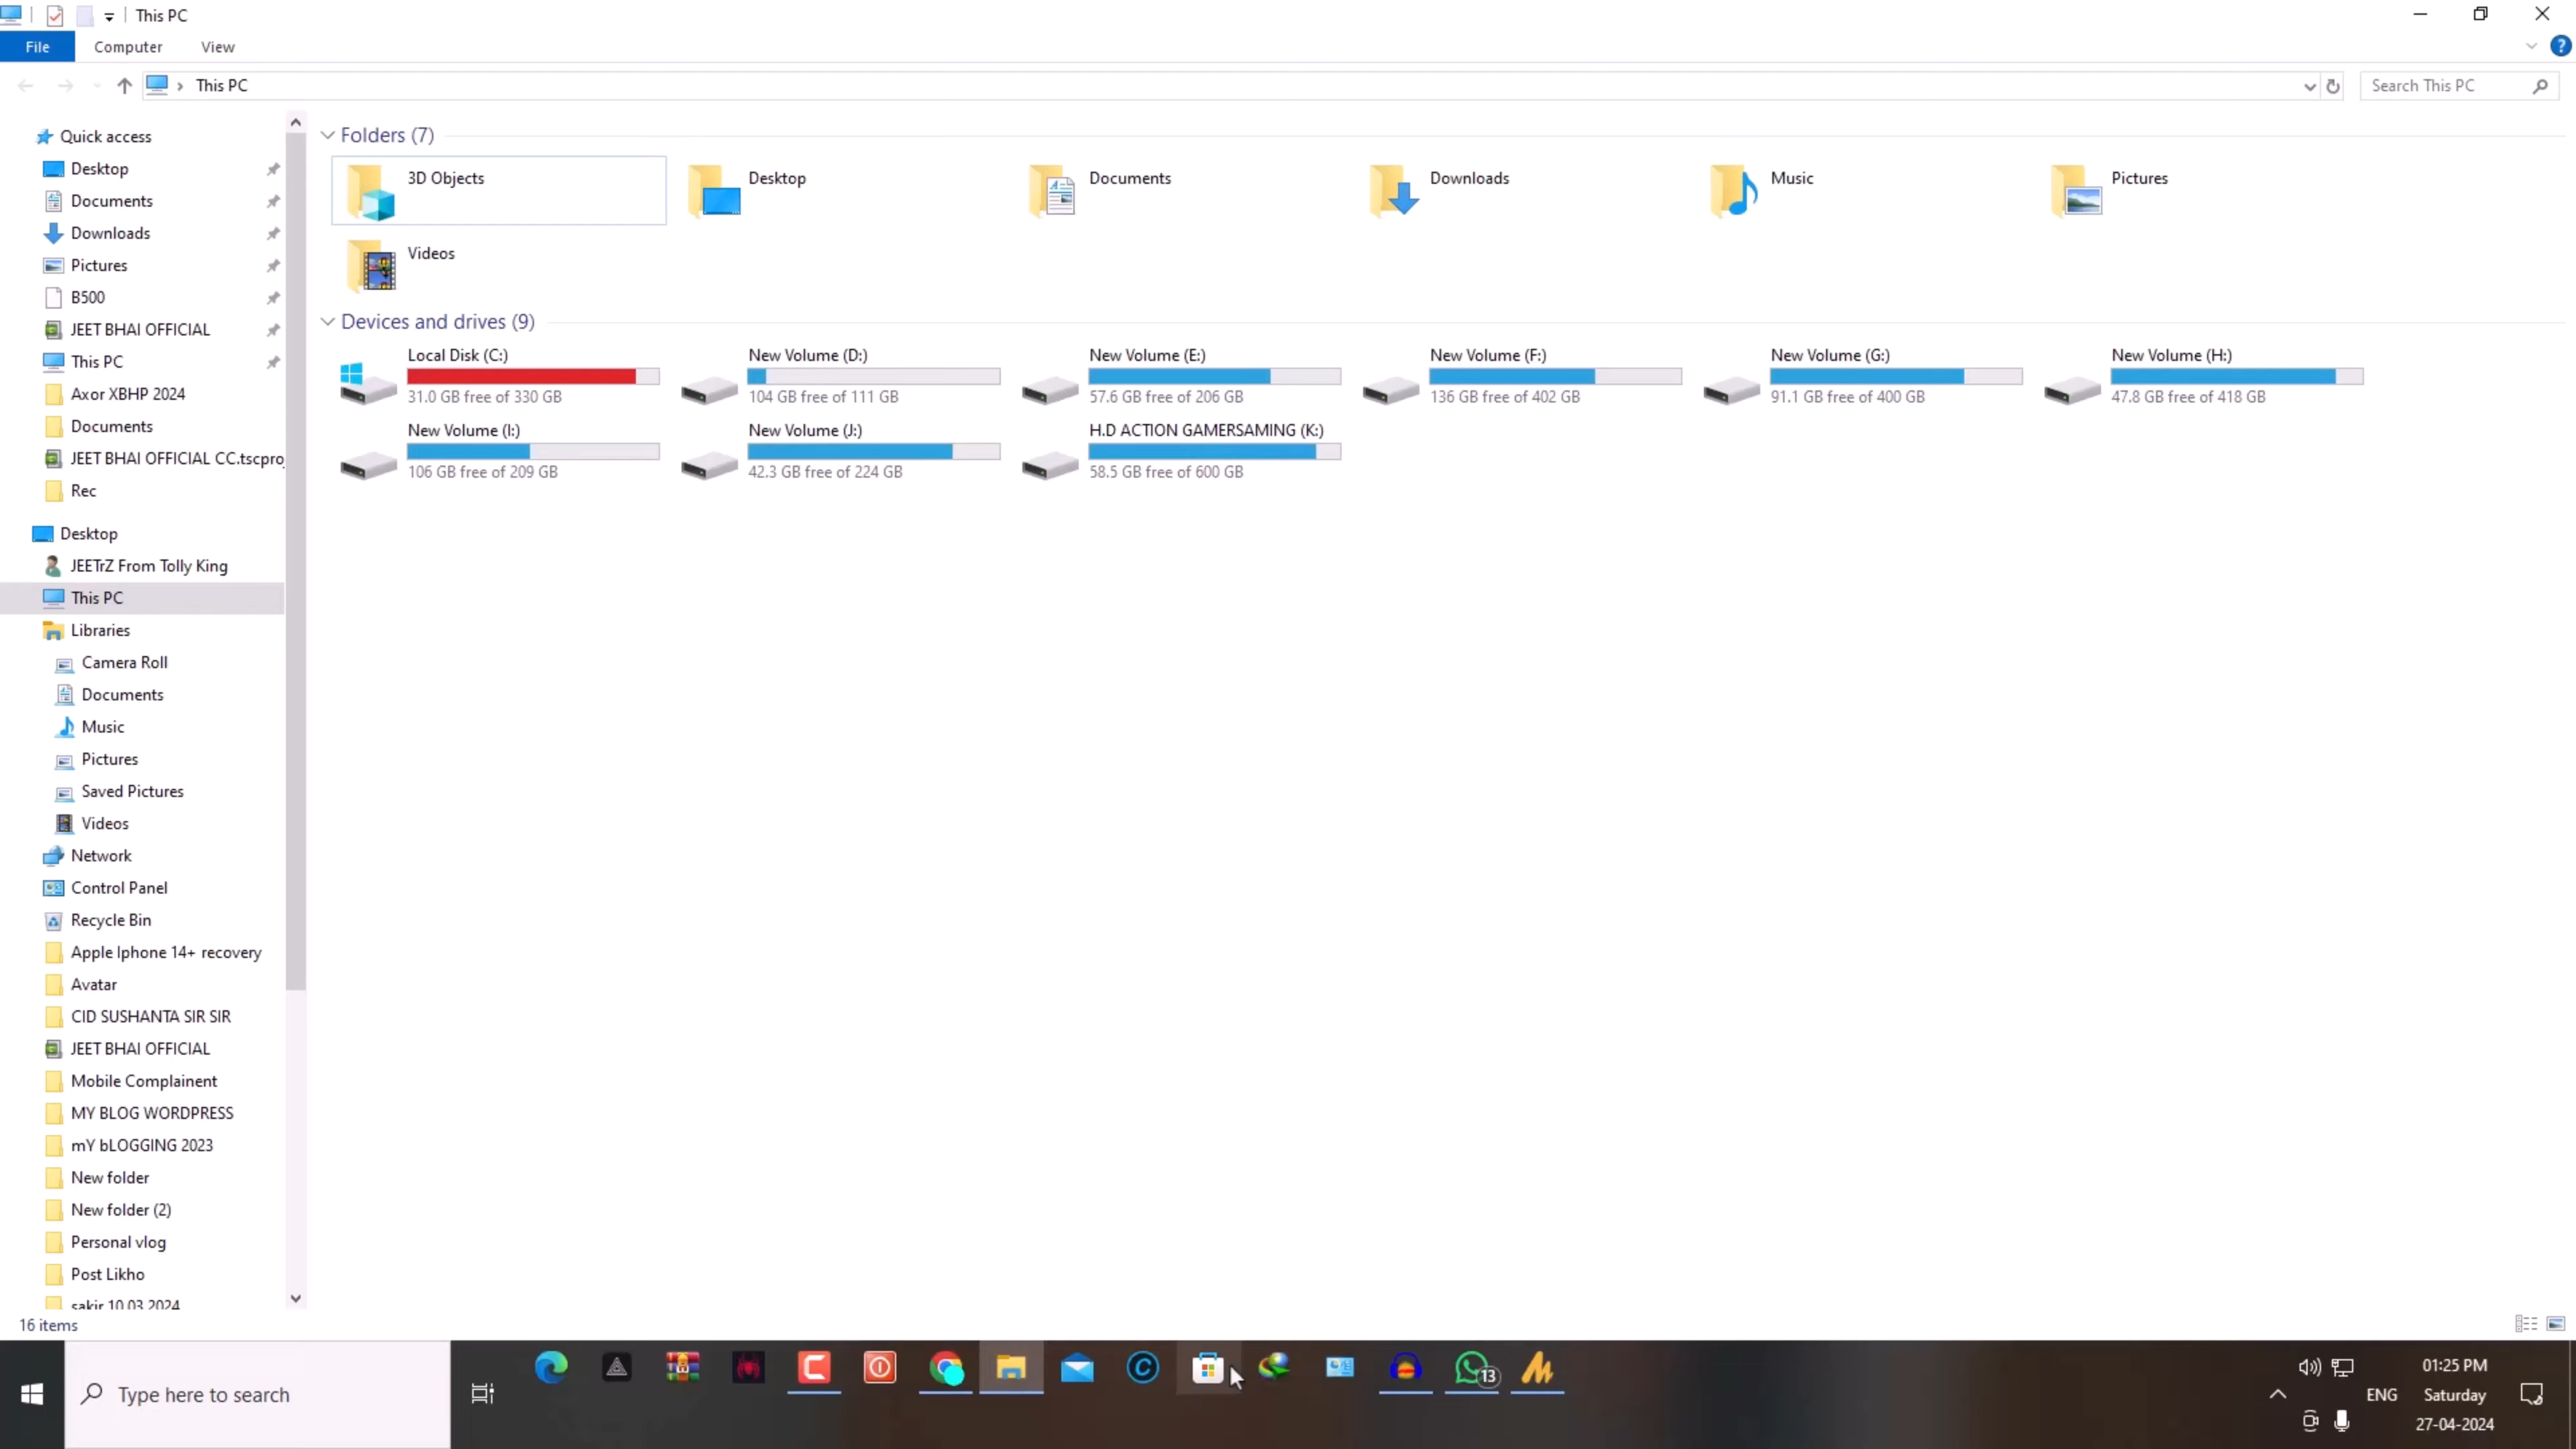 This PC
File Computer View
This PC
Search This PC
Quick access
Desktop
Documents
Downloads
Pictures
B500
JEET BHAI OFFICIAL
This PC
Axor XBHP 2024
Documents
JEET BHAI OFFICIAL CC.tscproj
Rec
Desktop
JEETrZ From Tolly King
This PC
Libraries
Camera Roll
Documents
Music
Pictures
Saved Pictures
Videos
Network
Control Panel
Recycle Bin
Apple Iphone 14+ recovery
Avatar
CID SUSHANTA SIR SIR
JEET BHAI OFFICIAL
Mobile Complainent
MY BLOG WORDPRESS
mY bLOGGING 2023
New folder
New folder (2)
Personal vlog
Post Likho
sakir 10.03.2024
Folders (7)
3D Objects
Desktop
Documents
Downloads
Music
Pictures
Videos
Devices and drives (9)
Local Disk (C:)
31.0 GB free of 330 GB
New Volume (D:)
104 GB free of 111 GB
New Volume (E:)
57.6 GB free of 206 GB
New Volume (F:)
136 GB free of 402 GB
New Volume (G:)
91.1 GB free of 400 GB
New Volume (H:)
47.8 GB free of 418 GB
New Volume (I:)
106 GB free of 209 GB
New Volume (J:)
42.3 GB free of 224 GB
H.D ACTION GAMERSAMING (K:)
58.5 GB free of 600 GB
16 items
Type here to search
13
ENG
01:25 PM
Saturday
27-04-2024